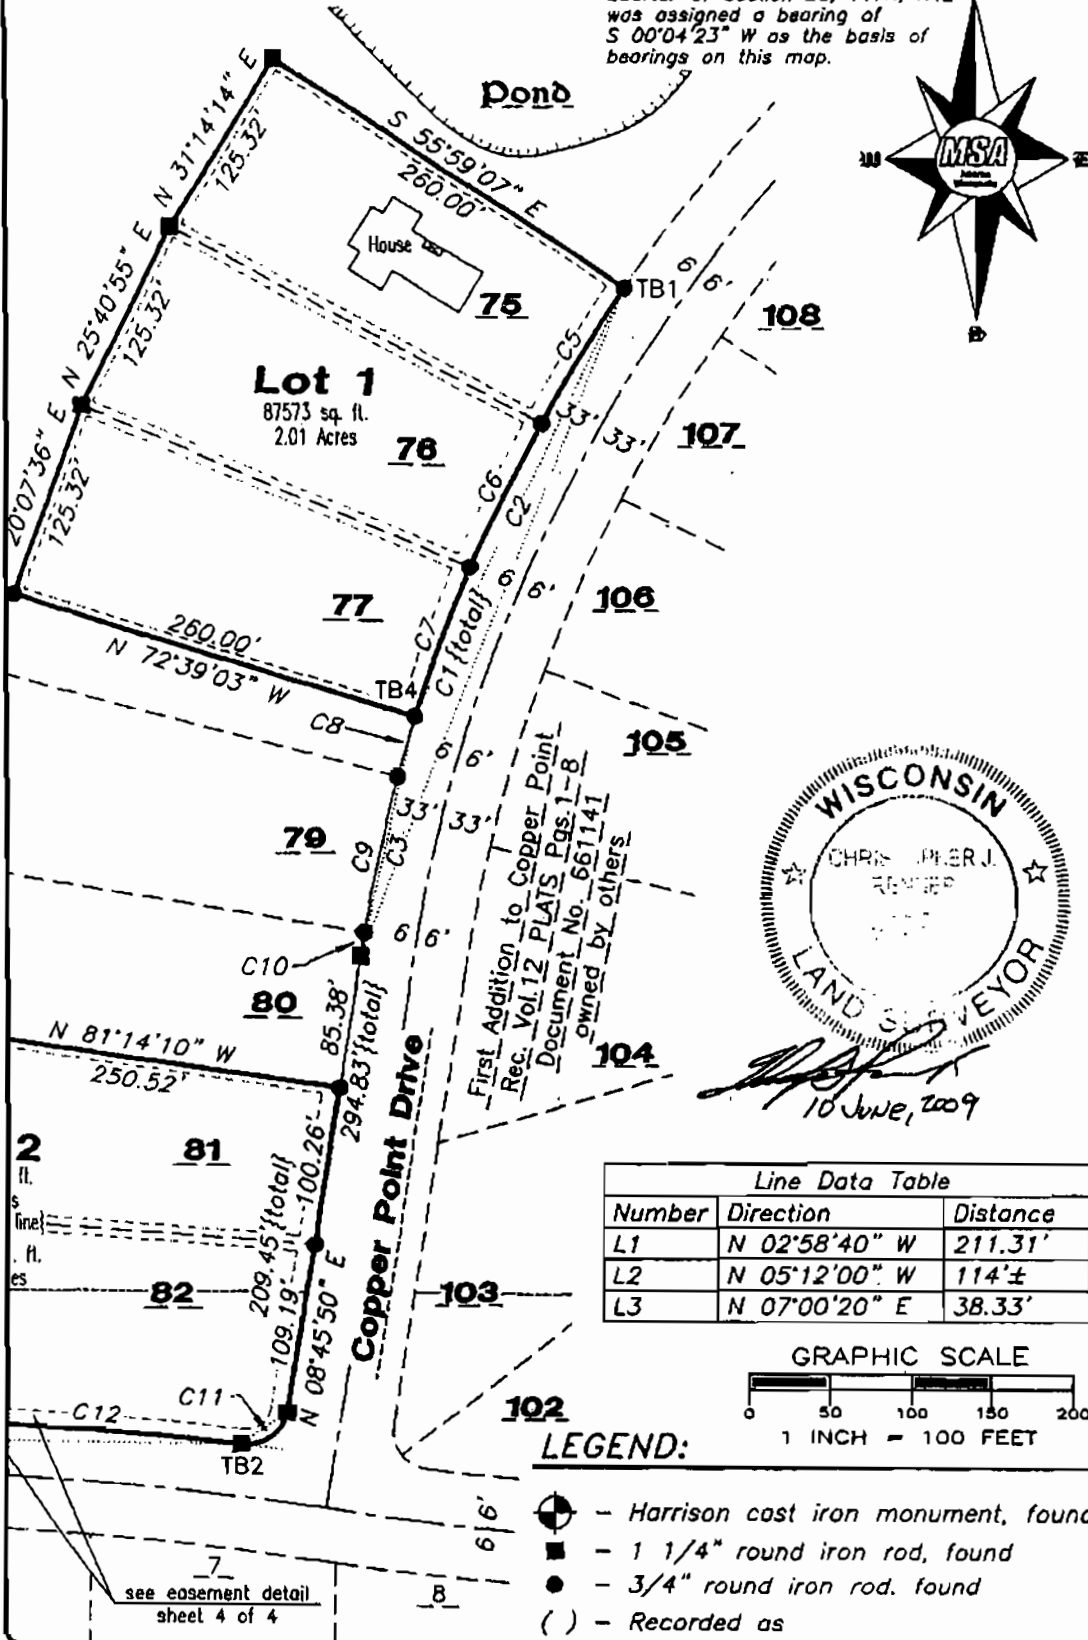 was assigned a bearing of
S 00°04'23" W as the basis of
bearings on this map.
Pond
MSA
W
N 31°14'14" E
125.32'
S 55°59'07" E
260.00'
House
75
TB1
6' 6'
108
N 25°40'55" E
125.32'
Lot 1
87573 sq. ft.
2.01 Acres
C5
33' 33'
107
76
20°07'36" E
125.32'
C6
C2
6' 6'
106
77
C7
C1 {total}
260.00'
N 72°39'03" W
TB4
C8
6' 6'
105
33' 33'
79
C9
C3
First Addition to Copper Point
Rec. Vol.12 PLATS Pgs.1-8
Document No. 661141
owned by others
WISCONSIN
LAND SURVEYOR
10 June, 2009
C10
6' 6'
80
85.38'
294.83' {total}
104
N 81°14'10" W
250.52'
Copper Point Drive
2
ft.
s
line}
. ft.
es
81
100.26'
209.45' {total}
82
109.19'
N 08°45'50" E
103
C11
C12
TB2
102
6' 6'
7
8
see easement detail
sheet 4 of 4
Line Data Table
Number Direction Distance
L1 N 02°58'40" W 211.31'
L2 N 05°12'00" W 114'±
L3 N 07°00'20" E 38.33'
GRAPHIC SCALE
0 50 100 150 200
1 INCH = 100 FEET
LEGEND:
- Harrison cast iron monument, found
- 1 1/4" round iron rod, found
- 3/4" round iron rod. found
( ) - Recorded as